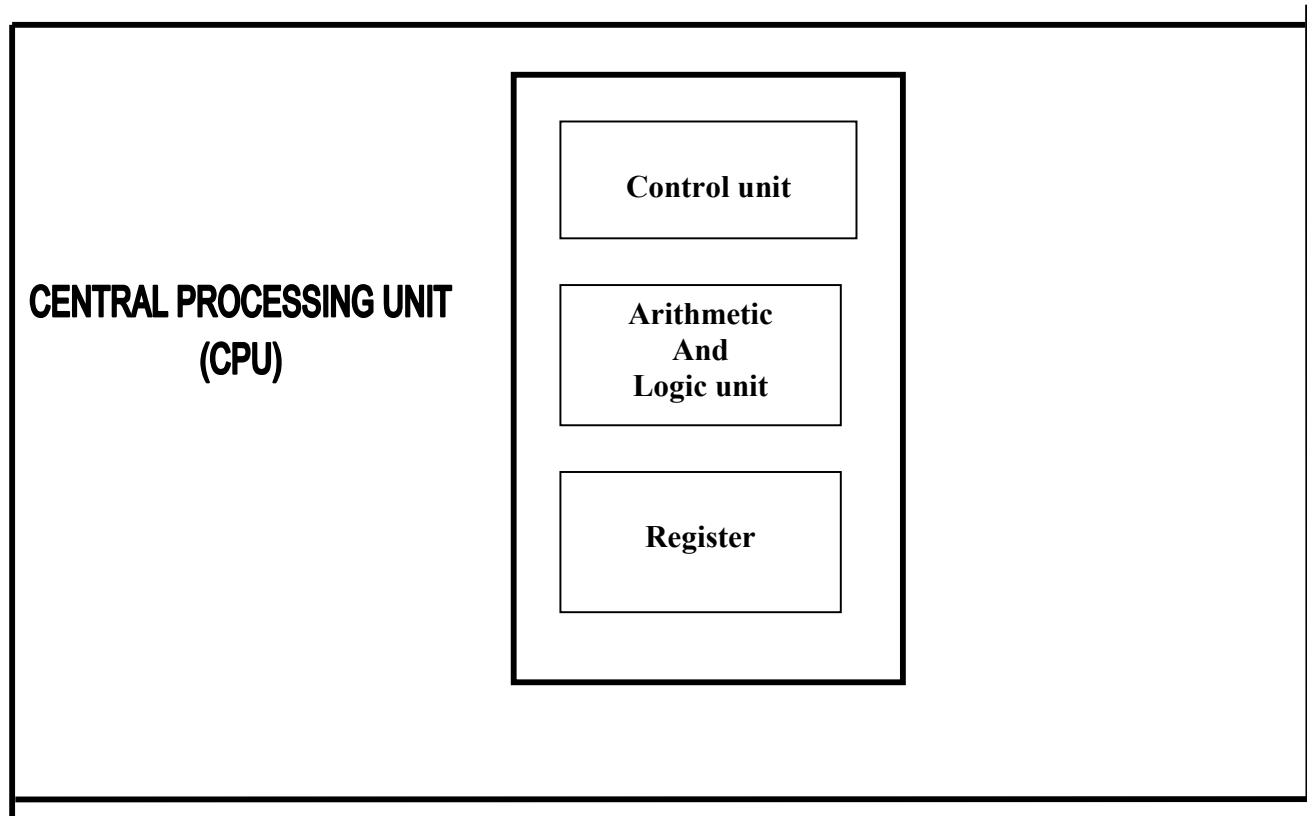 CENTRAL PROCESSING UNIT
(CPU)
Control unit
Arithmetic
And
Logic unit
Register